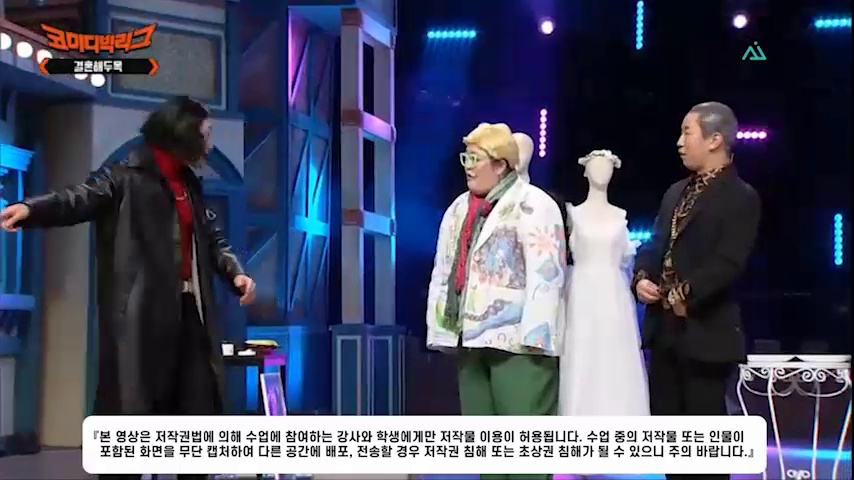 코미디빅리그
결혼해두목
『본 영상은 저작권법에 의해 수업에 참여하는 강사와 학생에게만 저작물 이용이 허용됩니다. 수업 중의 저작물 또는 인물이
포함된 화면을 무단 캡처하여 다른 공간에 배포, 전송할 경우 저작권 침해 또는 초상권 침해가 될 수 있으니 주의 바랍니다.』